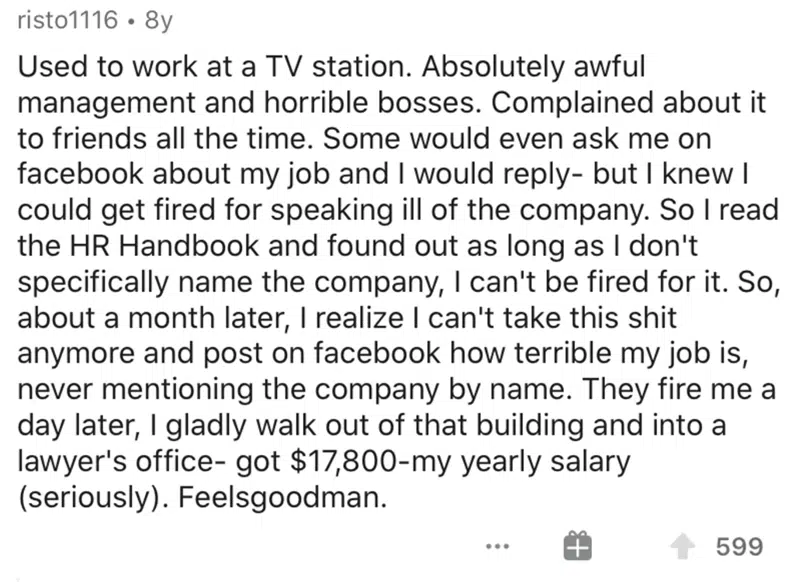 risto1116 • 8y
Used to work at a TV station. Absolutely awful
management and horrible bosses. Complained about it
to friends all the time. Some would even ask me on
facebook about my job and I would reply- but I knew I
could get fired for speaking ill of the company. So I read
the HR Handbook and found out as long as I don't
specifically name the company, I can't be fired for it. So,
about a month later, I realize I can't take this shit
anymore and post on facebook how terrible my job is,
never mentioning the company by name. They fire me a
day later, I gladly walk out of that building and into a
lawyer's office- got $17,800-my yearly salary
(seriously). Feelsgoodman.
599